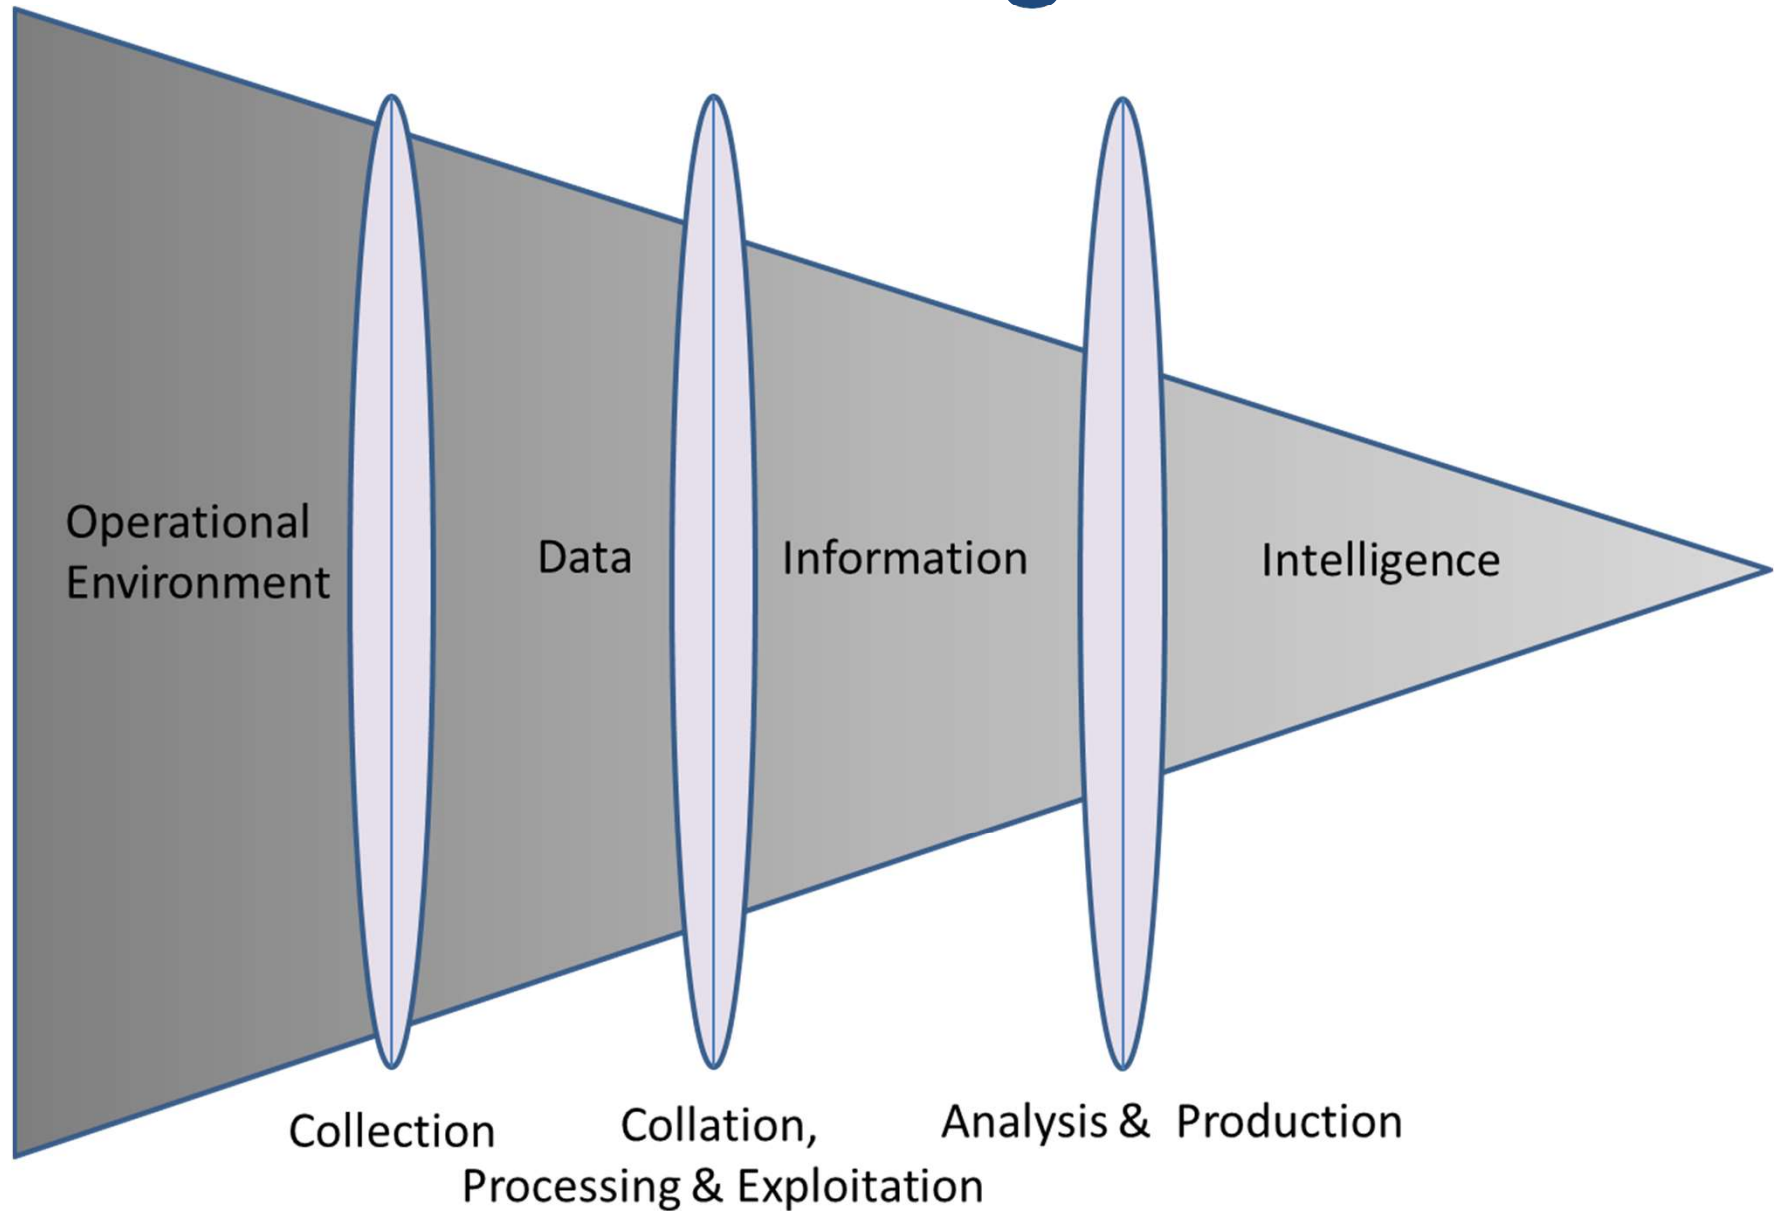 Operational
Environment
Data
Information
Intelligence
Collection
Collation,
Processing & Exploitation
Analysis & Production